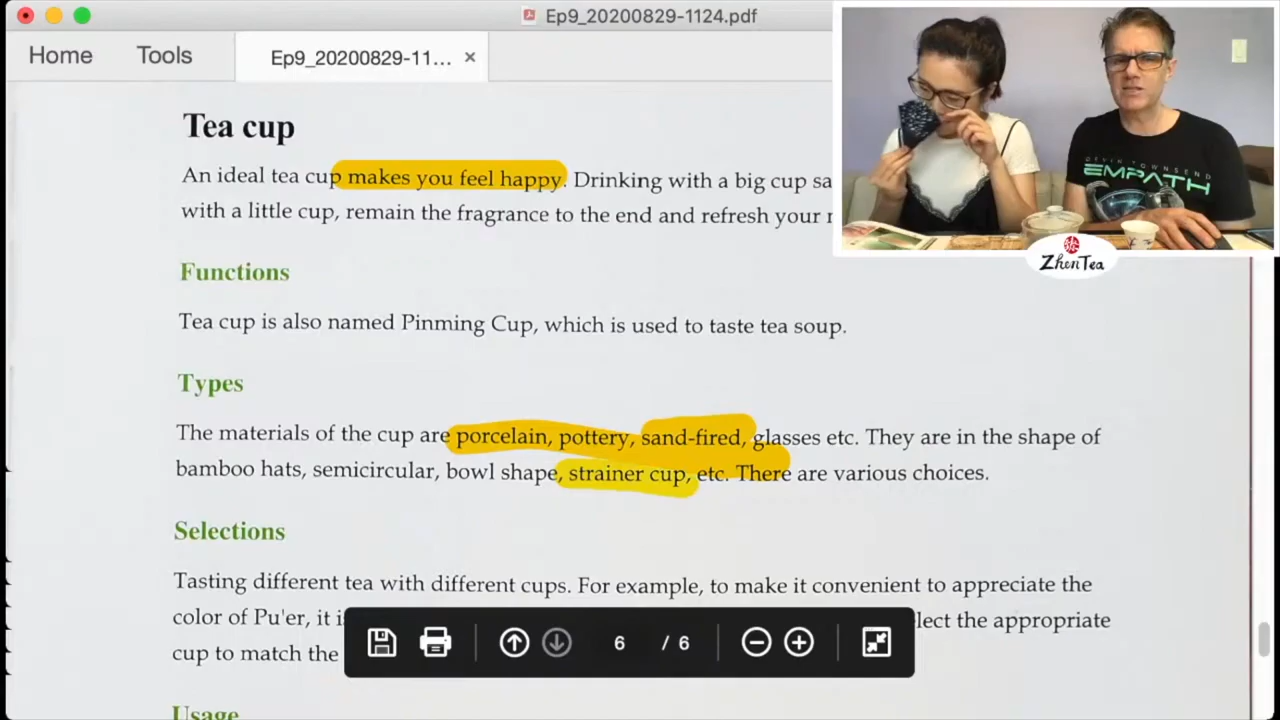 Ep9_20200829-1124.pdf
Home
Tools
Ep9_20200829-11... ×
Tea cup
An ideal tea cup makes you feel happy. Drinking with a big cup sa
with a little cup, remain the fragrance to the end and refresh your
Functions
Tea cup is also named Pinming Cup, which is used to taste tea soup.
Types
The materials of the cup are porcelain, pottery, sand-fired, glasses etc. They are in the shape of
bamboo hats, semicircular, bowl shape, strainer cup, etc. There are various choices.
Selections
Tasting different tea with different cups. For example, to make it convenient to appreciate the
color of Pu'er, it i
lect the appropriate
cup to match the
Usage
6 / 6
DEVIN TOWNSEND
EMPATH
ZhenTea